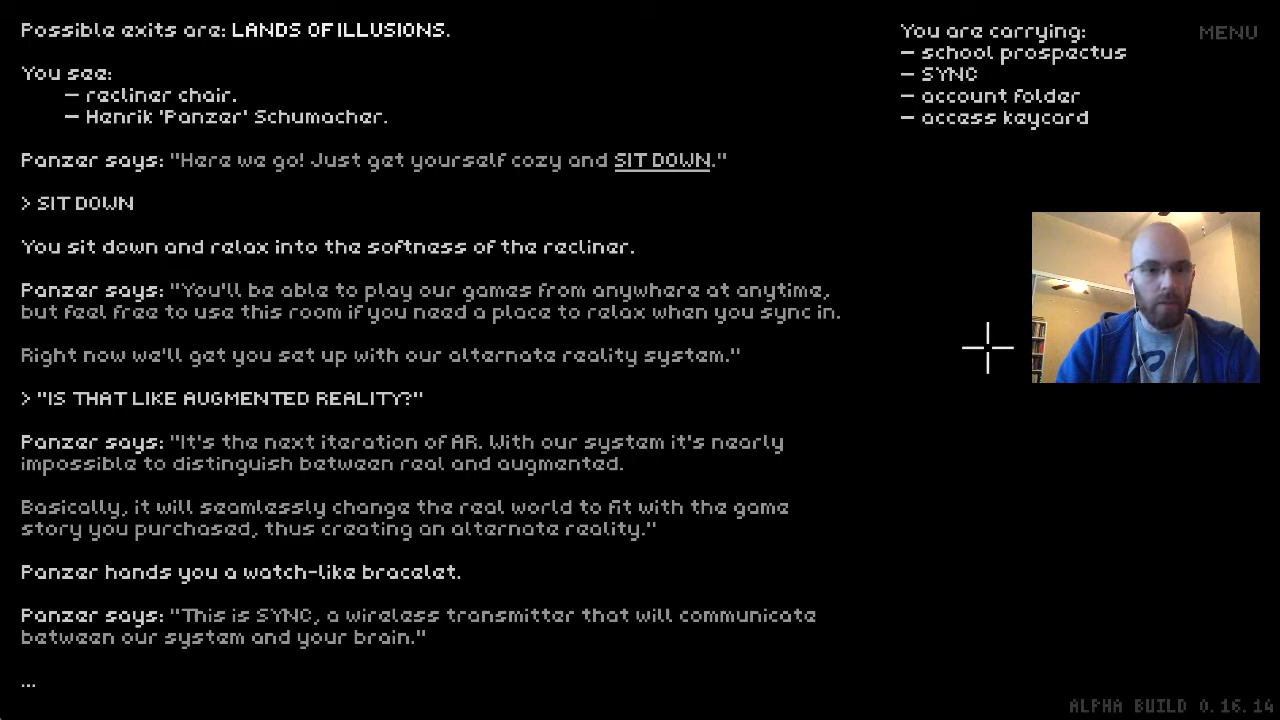 Possible exits are: LANDS OF ILLUSIONS.
You see:
– recliner chair.
– Henrik 'Panzer' Schumacher.
Panzer says: "Here we go! Just get yourself cozy and SIT DOWN."
> SIT DOWN
You sit down and relax into the softness of the recliner.
Panzer says: "You'll be able to play our games from anywhere at anytime,
but feel free to use this room if you need a place to relax when you sync in.
Right now we'll get you set up with our alternate reality system."
> "IS THAT LIKE AUGMENTED REALITY?"
Panzer says: "It's the next iteration of AR. With our system it's nearly
impossible to distinguish between real and augmented.
Basically, it will seamlessly change the real world to fit with the game
story you purchased, thus creating an alternate reality."
Panzer hands you a watch-like bracelet.
Panzer says: "This is SYNC, a wireless transmitter that will communicate
between our system and your brain."
...
You are carrying:
– school prospectus
– SYNC
– account folder
– access keycard
MENU
ALPHA BUILD 0.16.14